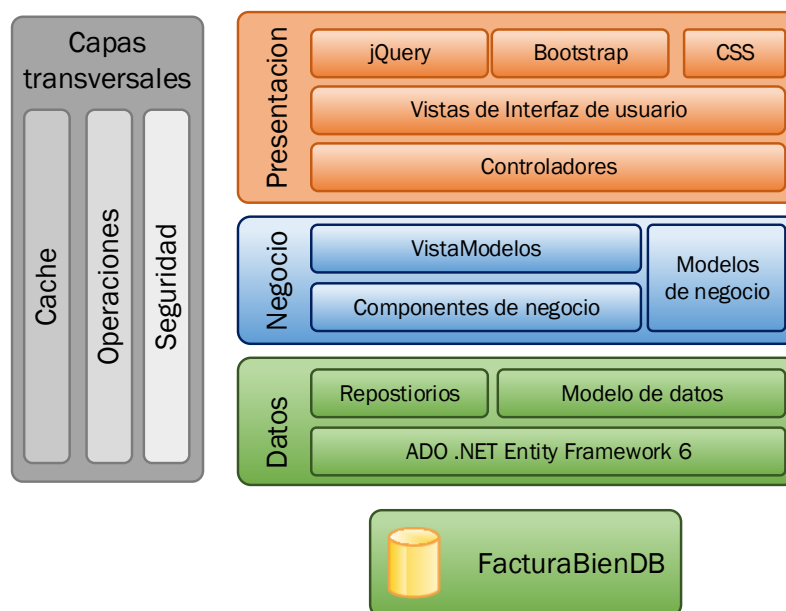 Capas
transversales
Cache
Operaciones
Seguridad
Presentacion
jQuery
Bootstrap
CSS
Vistas de Interfaz de usuario
Controladores
Negocio
VistaModelos
Componentes de negocio
Modelos
de negocio
Datos
Repostiorios
Modelo de datos
ADO .NET Entity Framework 6
FacturaBienDB